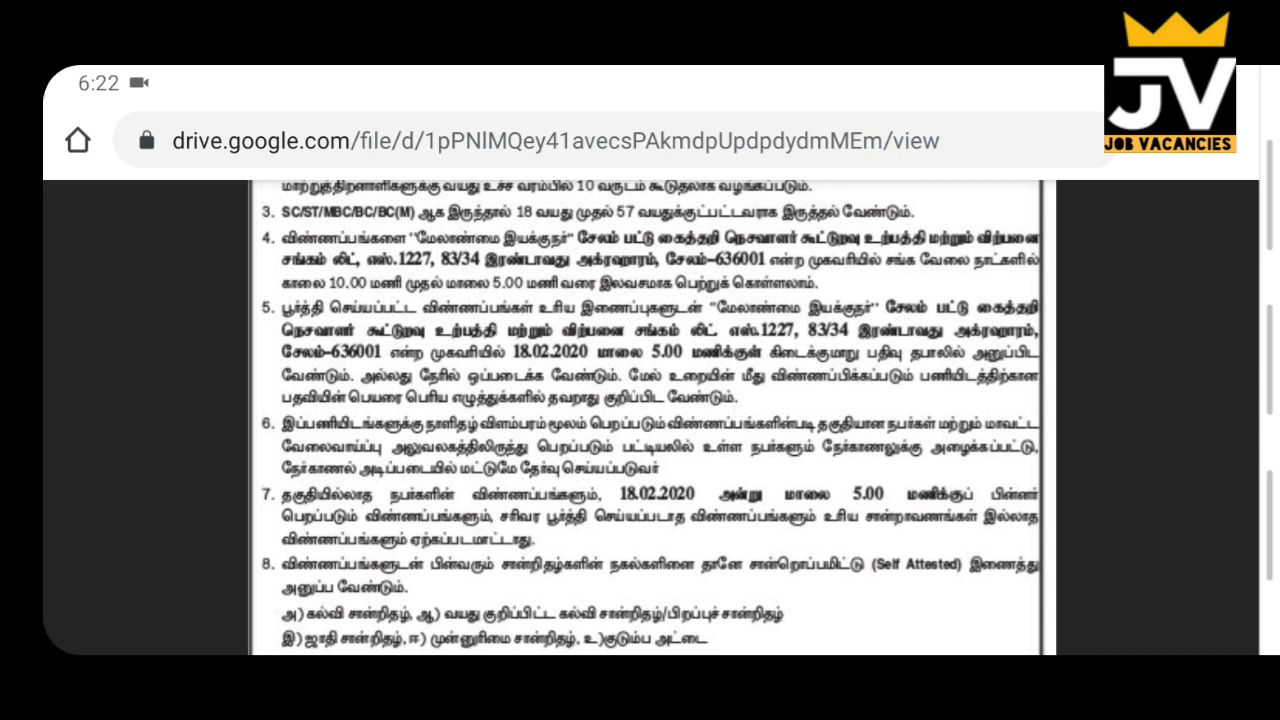 6:22
JV
JOB VACANCIES
drive.google.com/file/d/1pPNlMQey41avecsPAkmdpUpdpdydmMEm/view
மாற்றுத்திறனாளிகளுக்கு வயது உச்ச வரம்பில் 10 வருடம் கூடுதலாக வழங்கப்படும்.
3. SC/ST/MBC/BC/BC(M) ஆக இருந்தால் 18 வயது முதல் 57 வயதுக்குட்பட்டவராக இருத்தல் வேண்டும்.
4. விண்ணப்பங்களை "மேலாண்மை இயக்குநர்" சேலம் பட்டு கைத்தறி நெசவாளர் கூட்டுறவு உற்பத்தி மற்றும் விற்பனை
சங்கம் லிட், எஸ்.1227, 83/34 இரண்டாவது அக்ரஹாரம், சேலம்-636001 என்ற முகவரியில் சங்க வேலை நாட்களில்
காலை 10.00 மணி முதல் மாலை 5.00 மணி வரை இலவசமாக பெற்றுக் கொள்ளலாம்.
5. பூர்த்தி செய்யப்பட்ட விண்ணப்பங்கள் உரிய இணைப்புகளுடன் "மேலாண்மை இயக்குநர்" சேலம் பட்டு கைத்தறி
நெசவாளர் கூட்டுறவு உற்பத்தி மற்றும் விற்பனை சங்கம் லிட். எஸ்.1227, 83/34 இரண்டாவது அக்ரஹாரம்,
சேலம்-636001 என்ற முகவரியில் 18.02.2020 மாலை 5.00 மணிக்குள் கிடைக்குமாறு பதிவு தபாலில் அனுப்பிட
வேண்டும். அல்லது நேரில் ஒப்படைக்க வேண்டும். மேல் உறையின் மீது விண்ணப்பிக்கப்படும் பணியிடத்திற்கான
பதவியின் பெயரை பெரிய எழுத்துக்களில் தவறாது குறிப்பிட வேண்டும்.
6. இப்பணியிடங்களுக்கு நாளிதழ் விளம்பரம் மூலம் பெறப்படும் விண்ணப்பங்களின்படி தகுதியான நபர்கள் மற்றும் மாவட்ட
வேலைவாய்ப்பு அலுவலகத்திலிருந்து பெறப்படும் பட்டியலில் உள்ள நபர்களும் நேர்காணலுக்கு அழைக்கப்பட்டு,
நேர்காணல் அடிப்படையில் மட்டுமே தேர்வு செய்யப்படுவர்
7. தகுதியில்லாத நபர்களின் விண்ணப்பங்களும், 18.02.2020 அன்று மாலை 5.00 மணிக்குப் பின்னர்
பெறப்படும் விண்ணப்பங்களும், சரிவர பூர்த்தி செய்யப்படாத விண்ணப்பங்களும் உரிய சான்றாவணங்கள் இல்லாத
விண்ணப்பங்களும் ஏற்கப்படமாட்டாது.
8. விண்ணப்பங்களுடன் பின்வரும் சான்றிதழ்களின் நகல்களினை தானே சான்றொப்பமிட்டு (Self Attested) இணைத்து
அனுப்ப வேண்டும்.
அ) கல்வி சான்றிதழ், ஆ) வயது குறிப்பிட்ட கல்வி சான்றிதழ்/பிறப்புச் சான்றிதழ்
இ) ஜாதி சான்றிதழ், ஈ) முன்னுரிமை சான்றிதழ், உ)குடும்ப அட்டை